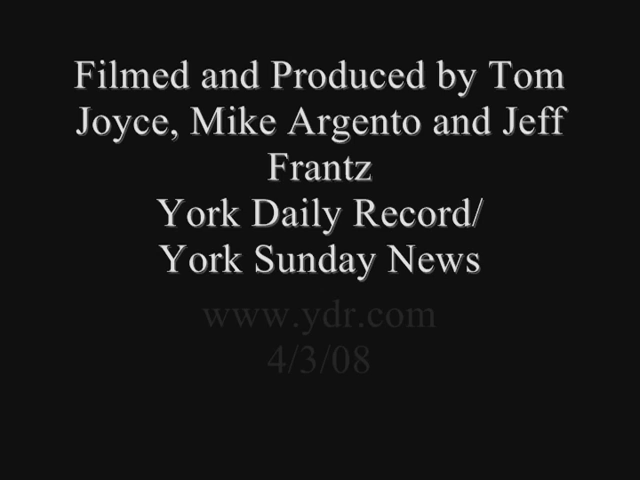 Filmed and Produced by Tom
Joyce, Mike Argento and Jeff
Frantz
York Daily Record/
York Sunday News
www.ydr.com
4/3/08